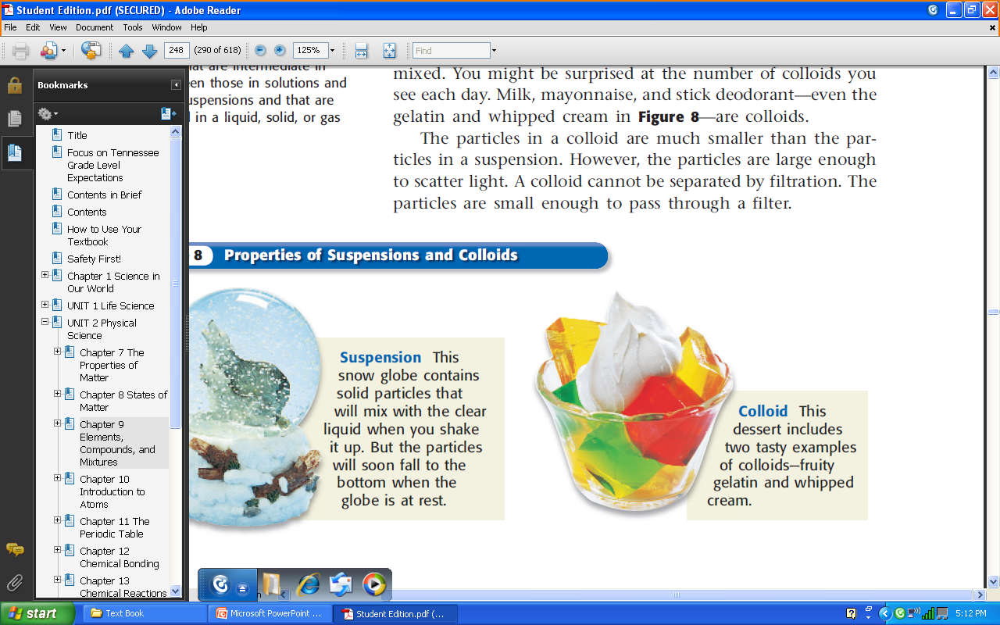 Student Edition.pdf (SECURED) - Adobe Reader
File Edit View Document Tools Window Help
248 (290 of 618) 125% Find
Bookmarks
Title
Focus on Tennessee
Grade Level
Expectations
Contents in Brief
Contents
How to Use Your
Textbook
Safety First!
Chapter 1 Science in
Our World
UNIT 1 Life Science
UNIT 2 Physical
Science
Chapter 7 The
Properties of
Matter
Chapter 8 States of
Matter
Chapter 9
Elements,
Compounds, and
Mixtures
Chapter 10
Introduction to
Atoms
Chapter 11 The
Periodic Table
Chapter 12
Chemical Bonding
Chapter 13
Chemical Reactions
are intermediate in
those in solutions and
and that are
in a liquid, solid, or gas
mixed. You might be surprised at the number of colloids you
see each day. Milk, mayonnaise, and stick deodorant—even the
gelatin and whipped cream in Figure 8—are colloids.
The particles in a colloid are much smaller than the par-
ticles in a suspension. However, the particles are large enough
to scatter light. A colloid cannot be separated by filtration. The
particles are small enough to pass through a filter.
8 Properties of Suspensions and Colloids
Suspension This
snow globe contains
solid particles that
will mix with the clear
liquid when you shake
it up. But the particles
will soon fall to the
bottom when the
globe is at rest.
Colloid This
dessert includes
two tasty examples
of colloids—fruity
gelatin and whipped
cream.
start Text Book Microsoft PowerPoint ... Student Edition.pdf (... 5:12 PM